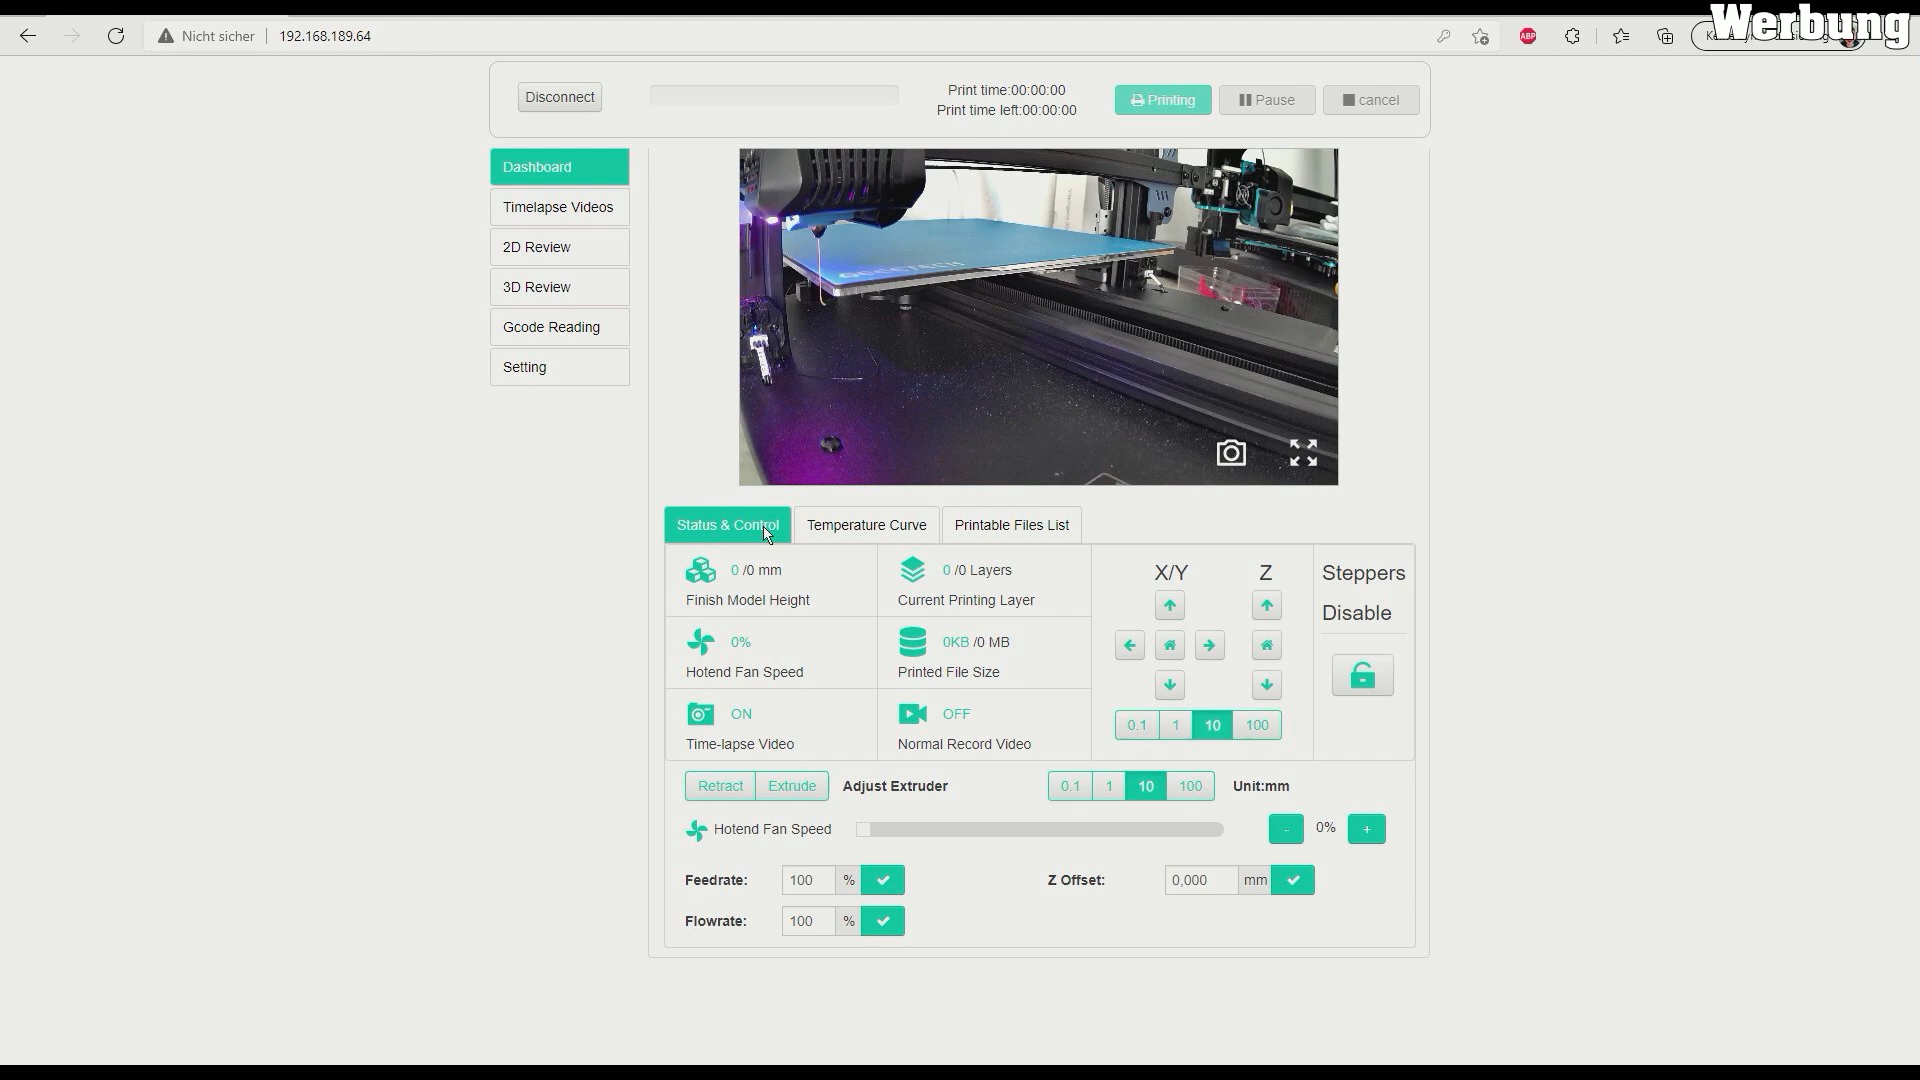 Werbung
Nicht sicher
192.168.189.64
ABP
Disconnect
Print time:00:00:00
Print time left:00:00:00
Printing
Pause
cancel
Dashboard
Timelapse Videos
2D Review
3D Review
Gcode Reading
Setting
Status & Control
Temperature Curve
Printable Files List
0 /0 mm
Finish Model Height
0 /0 Layers
Current Printing Layer
0%
Hotend Fan Speed
0KB /0 MB
Printed File Size
ON
Time-lapse Video
OFF
Normal Record Video
X/Y
Z
0.1 1 10 100
Steppers
Disable
Retract
Extrude
Adjust Extruder
0.1 1 10 100
Unit:mm
Hotend Fan Speed
- 0% +
Feedrate: 100 %
Z Offset: 0,000 mm
Flowrate: 100 %